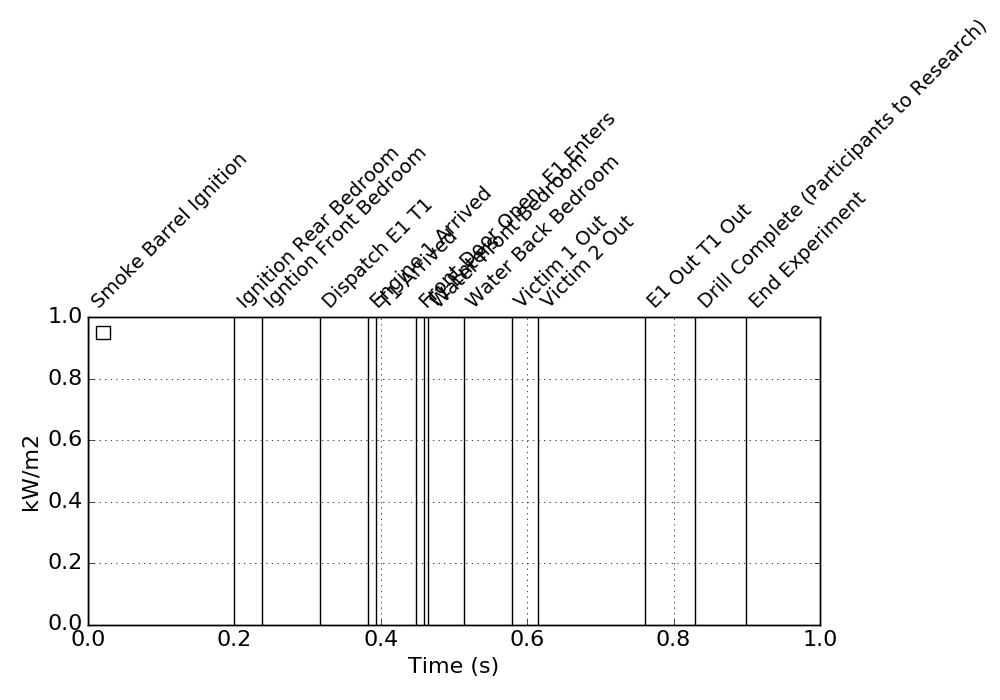 Smoke Barrel Ignition
Ignition Rear Bedroom
Igntion Front Bedroom
Dispatch E1 T1
Engine 1 Arrived
T1 Arrived
Front Door Open, E1 Enters
Water Front Bedroom
Water Back Bedroom
Victim 1 Out
Victim 2 Out
E1 Out T1 Out
Drill Complete (Participants to Research)
End Experiment
1.0
0.8
0.6
0.4
0.2
0.0
kW/m2
0.0 0.2 0.4 0.6 0.8 1.0
Time (s)